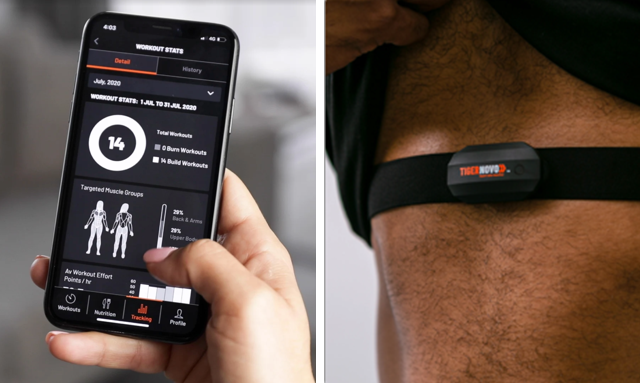 4:03
4G
WORKOUT STATS
Detail
History
July, 2020
WORKOUT STATS: 1 JUL TO 31 JUL 2020
14
Total Workouts
0 Burn Workouts
14 Build Workouts
Targeted Muscle Groups
29%
Back & Arms
29%
Upper Body
Av Workout Effort
Points / hr
60
50
40
Workouts
Nutrition
Tracking
Profile
TIGERNOVO2